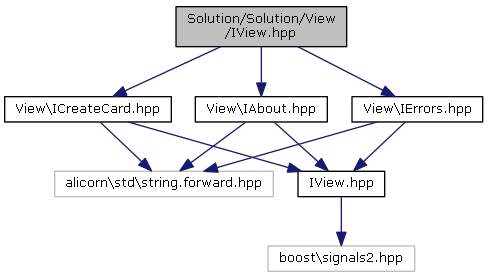 Solution/Solution/View
/IView.hpp
View\ICreateCard.hpp
View\IAbout.hpp
View\IErrors.hpp
alicorn\std\string.forward.hpp
IView.hpp
boost\signals2.hpp